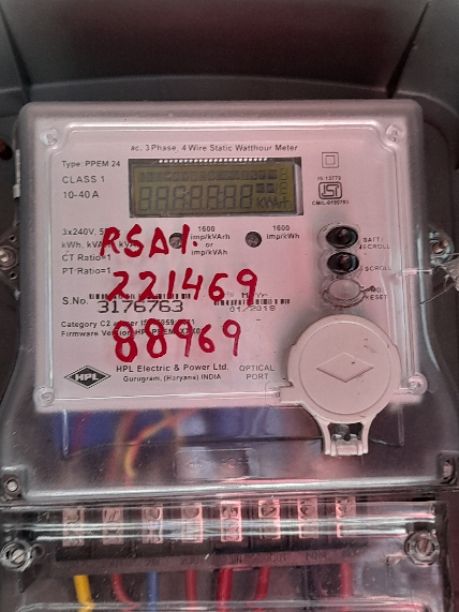 ac, 3 Phase, 4 Wire Static Watthour Meter
Type: PPEM 24
CLASS 1
10-40 A
kVArh
IS 13779
3x240V,
kWh,
CT Ratio=1
PT Ratio=1
1600
imp/kVArh
or
imp/kVAh
1600
imp/kWh
BATT/
SCROLL
SCROLL
RESET
RSA1.
221469
88969
S.No.
3176763
01/2018
Category C2
Firmware Version
HPL
HPL Electric & Power Ltd.
Gurugram, (Haryana) INDIA
OPTICAL
PORT